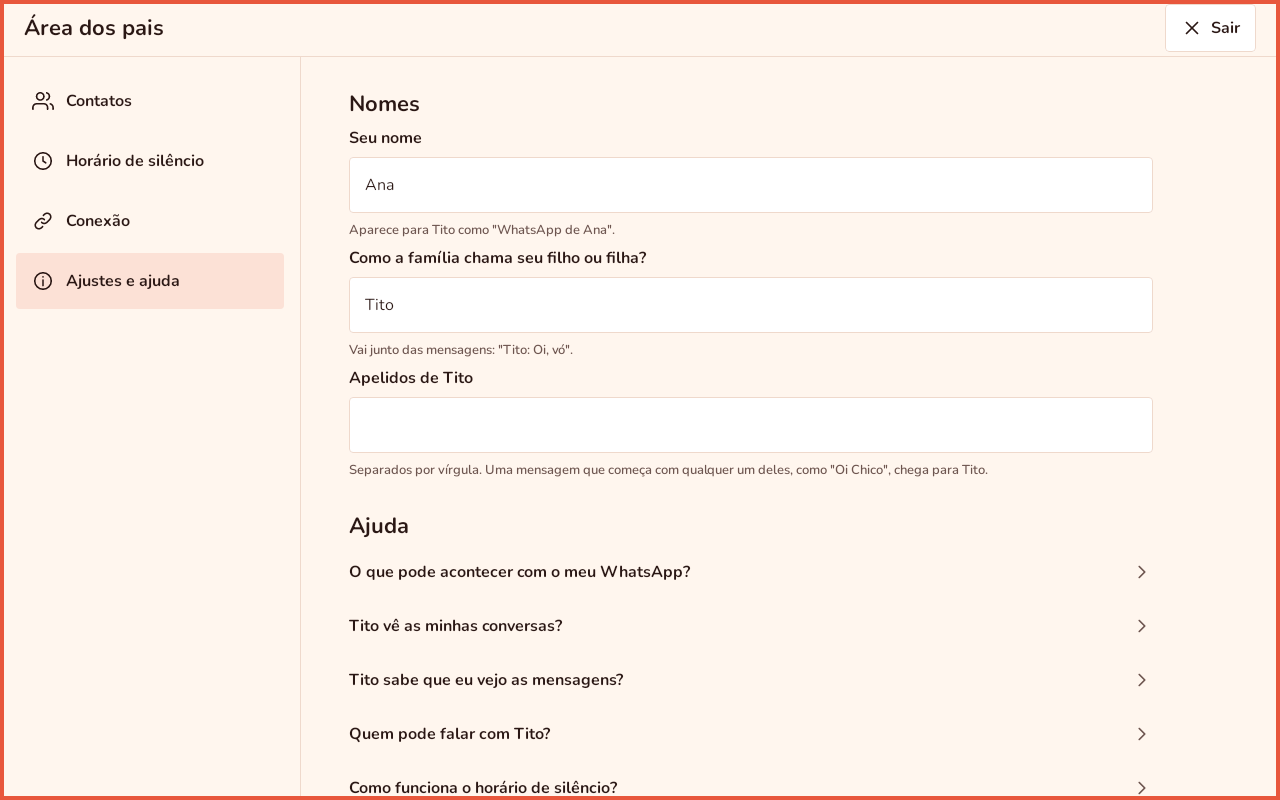 Área dos pais
Sair
Contatos
Horário de silêncio
Conexão
Ajustes e ajuda
Nomes
Seu nome
Ana
Aparece para Tito como "WhatsApp de Ana".
Como a família chama seu filho ou filha?
Tito
Vai junto das mensagens: "Tito: Oi, vó".
Apelidos de Tito
Separados por vírgula. Uma mensagem que começa com qualquer um deles, como "Oi Chico", chega para Tito.
Ajuda
O que pode acontecer com o meu WhatsApp?
Tito vê as minhas conversas?
Tito sabe que eu vejo as mensagens?
Quem pode falar com Tito?
Como funciona o horário de silêncio?